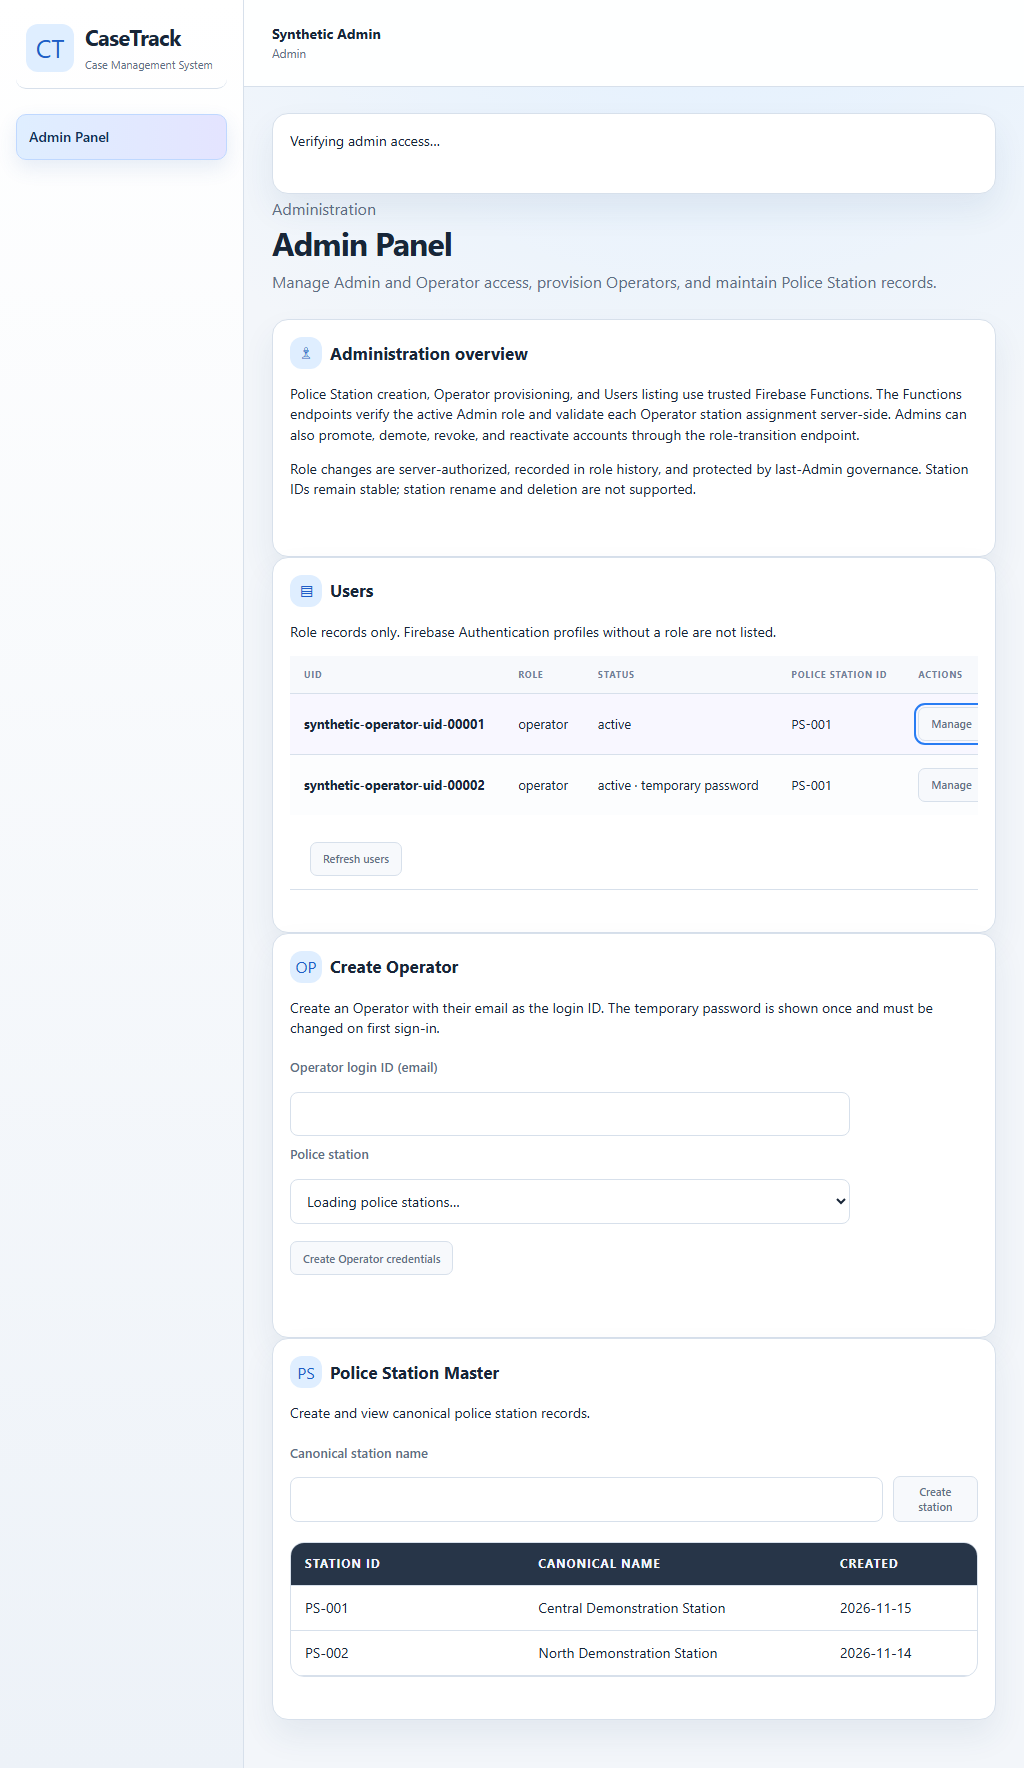 CT
CaseTrack
Case Management System
Admin Panel
Synthetic Admin
Admin
Verifying admin access...
Administration
Admin Panel
Manage Admin and Operator access, provision Operators, and maintain Police Station records.
Administration overview
Police Station creation, Operator provisioning, and Users listing use trusted Firebase Functions. The Functions
endpoints verify the active Admin role and validate each Operator station assignment server-side. Admins can
also promote, demote, revoke, and reactivate accounts through the role-transition endpoint.
Role changes are server-authorized, recorded in role history, and protected by last-Admin governance. Station
IDs remain stable; station rename and deletion are not supported.
Users
Role records only. Firebase Authentication profiles without a role are not listed.
UID ROLE STATUS POLICE STATION ID ACTIONS
synthetic-operator-uid-00001 operator active PS-001 Manage
synthetic-operator-uid-00002 operator active · temporary password PS-001 Manage
Refresh users
OP Create Operator
Create an Operator with their email as the login ID. The temporary password is shown once and must be
changed on first sign-in.
Operator login ID (email)
Police station
Loading police stations...
Create Operator credentials
PS Police Station Master
Create and view canonical police station records.
Canonical station name
Create
station
STATION ID CANONICAL NAME CREATED
PS-001 Central Demonstration Station 2026-11-15
PS-002 North Demonstration Station 2026-11-14